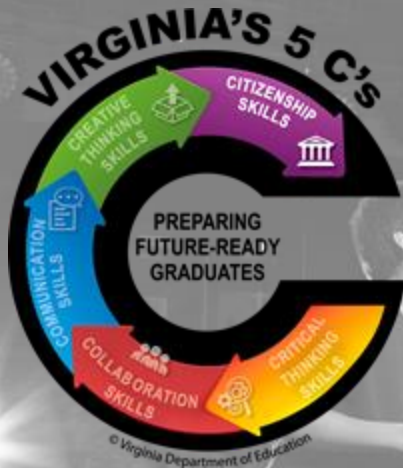 VIRGINIA'S 5 C's
CREATIVE
THINKING
SKILLS
CITIZENSHIP
SKILLS
COMMUNICATION
SKILLS
PREPARING
FUTURE-READY
GRADUATES
COLLABORATION
SKILLS
CRITICAL
THINKING
SKILLS
© Virginia Department of Education